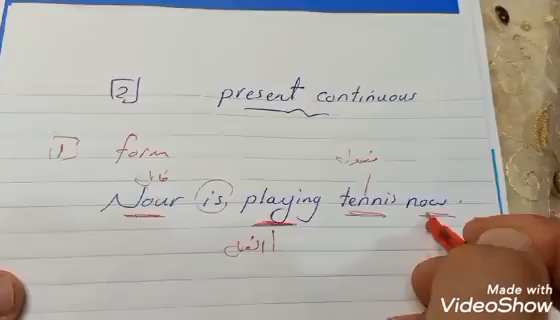 [2] present continuous
1) form
فاعل
مفعول
Nour is playing tennis now.
الفعل
Made with
VideoShow